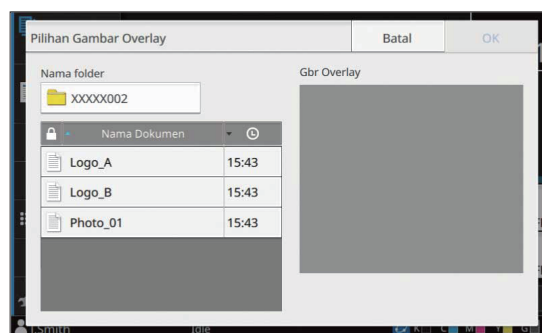 Pilihan Gambar Overlay Batal OK
Nama folder Gbr Overlay
XXXXX002
Nama Dokumen
Logo_A 15:43
Logo_B 15:43
Photo_01 15:43
T.Smith Idle K C M Y G